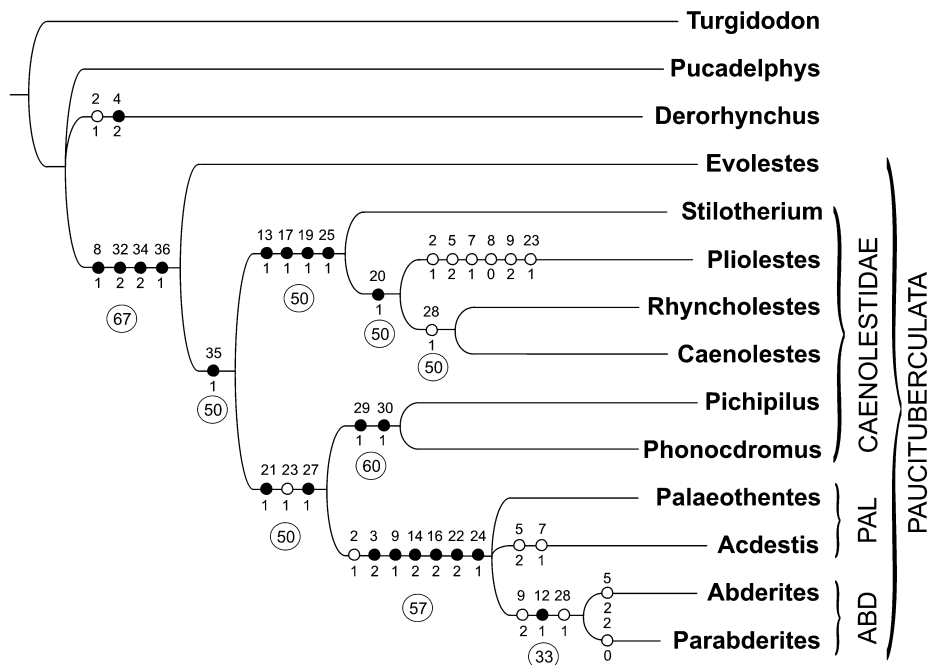 Turgidodon
Pucadelphys
2 4
Derorhynchus
1 2
Evolestes
Stilotherium
13 17 19 25
1 1 1 1
50
2 5 7 8 9 23
Pliolestes
1 2 1 0 2 1
8 32 34 36
1 2 2 1
67
20
1
50
Rhyncholestes
28
1
50
Caenolestes
35
1
50
Pichipilus
29 30
1 1
60
Phonocdromus
21 23 27
1 1 1
50
Palaeothentes
5 7
Acdestis
2 1
2 3 9 14 16 22 24
1 2 1 2 2 2 1
57
5
Abderites
2
9 12 28
2 1 1
33
2
Parabderites
0
CAENOLESTIDAE
PAL
ABD
PAUCITUBERCULATA